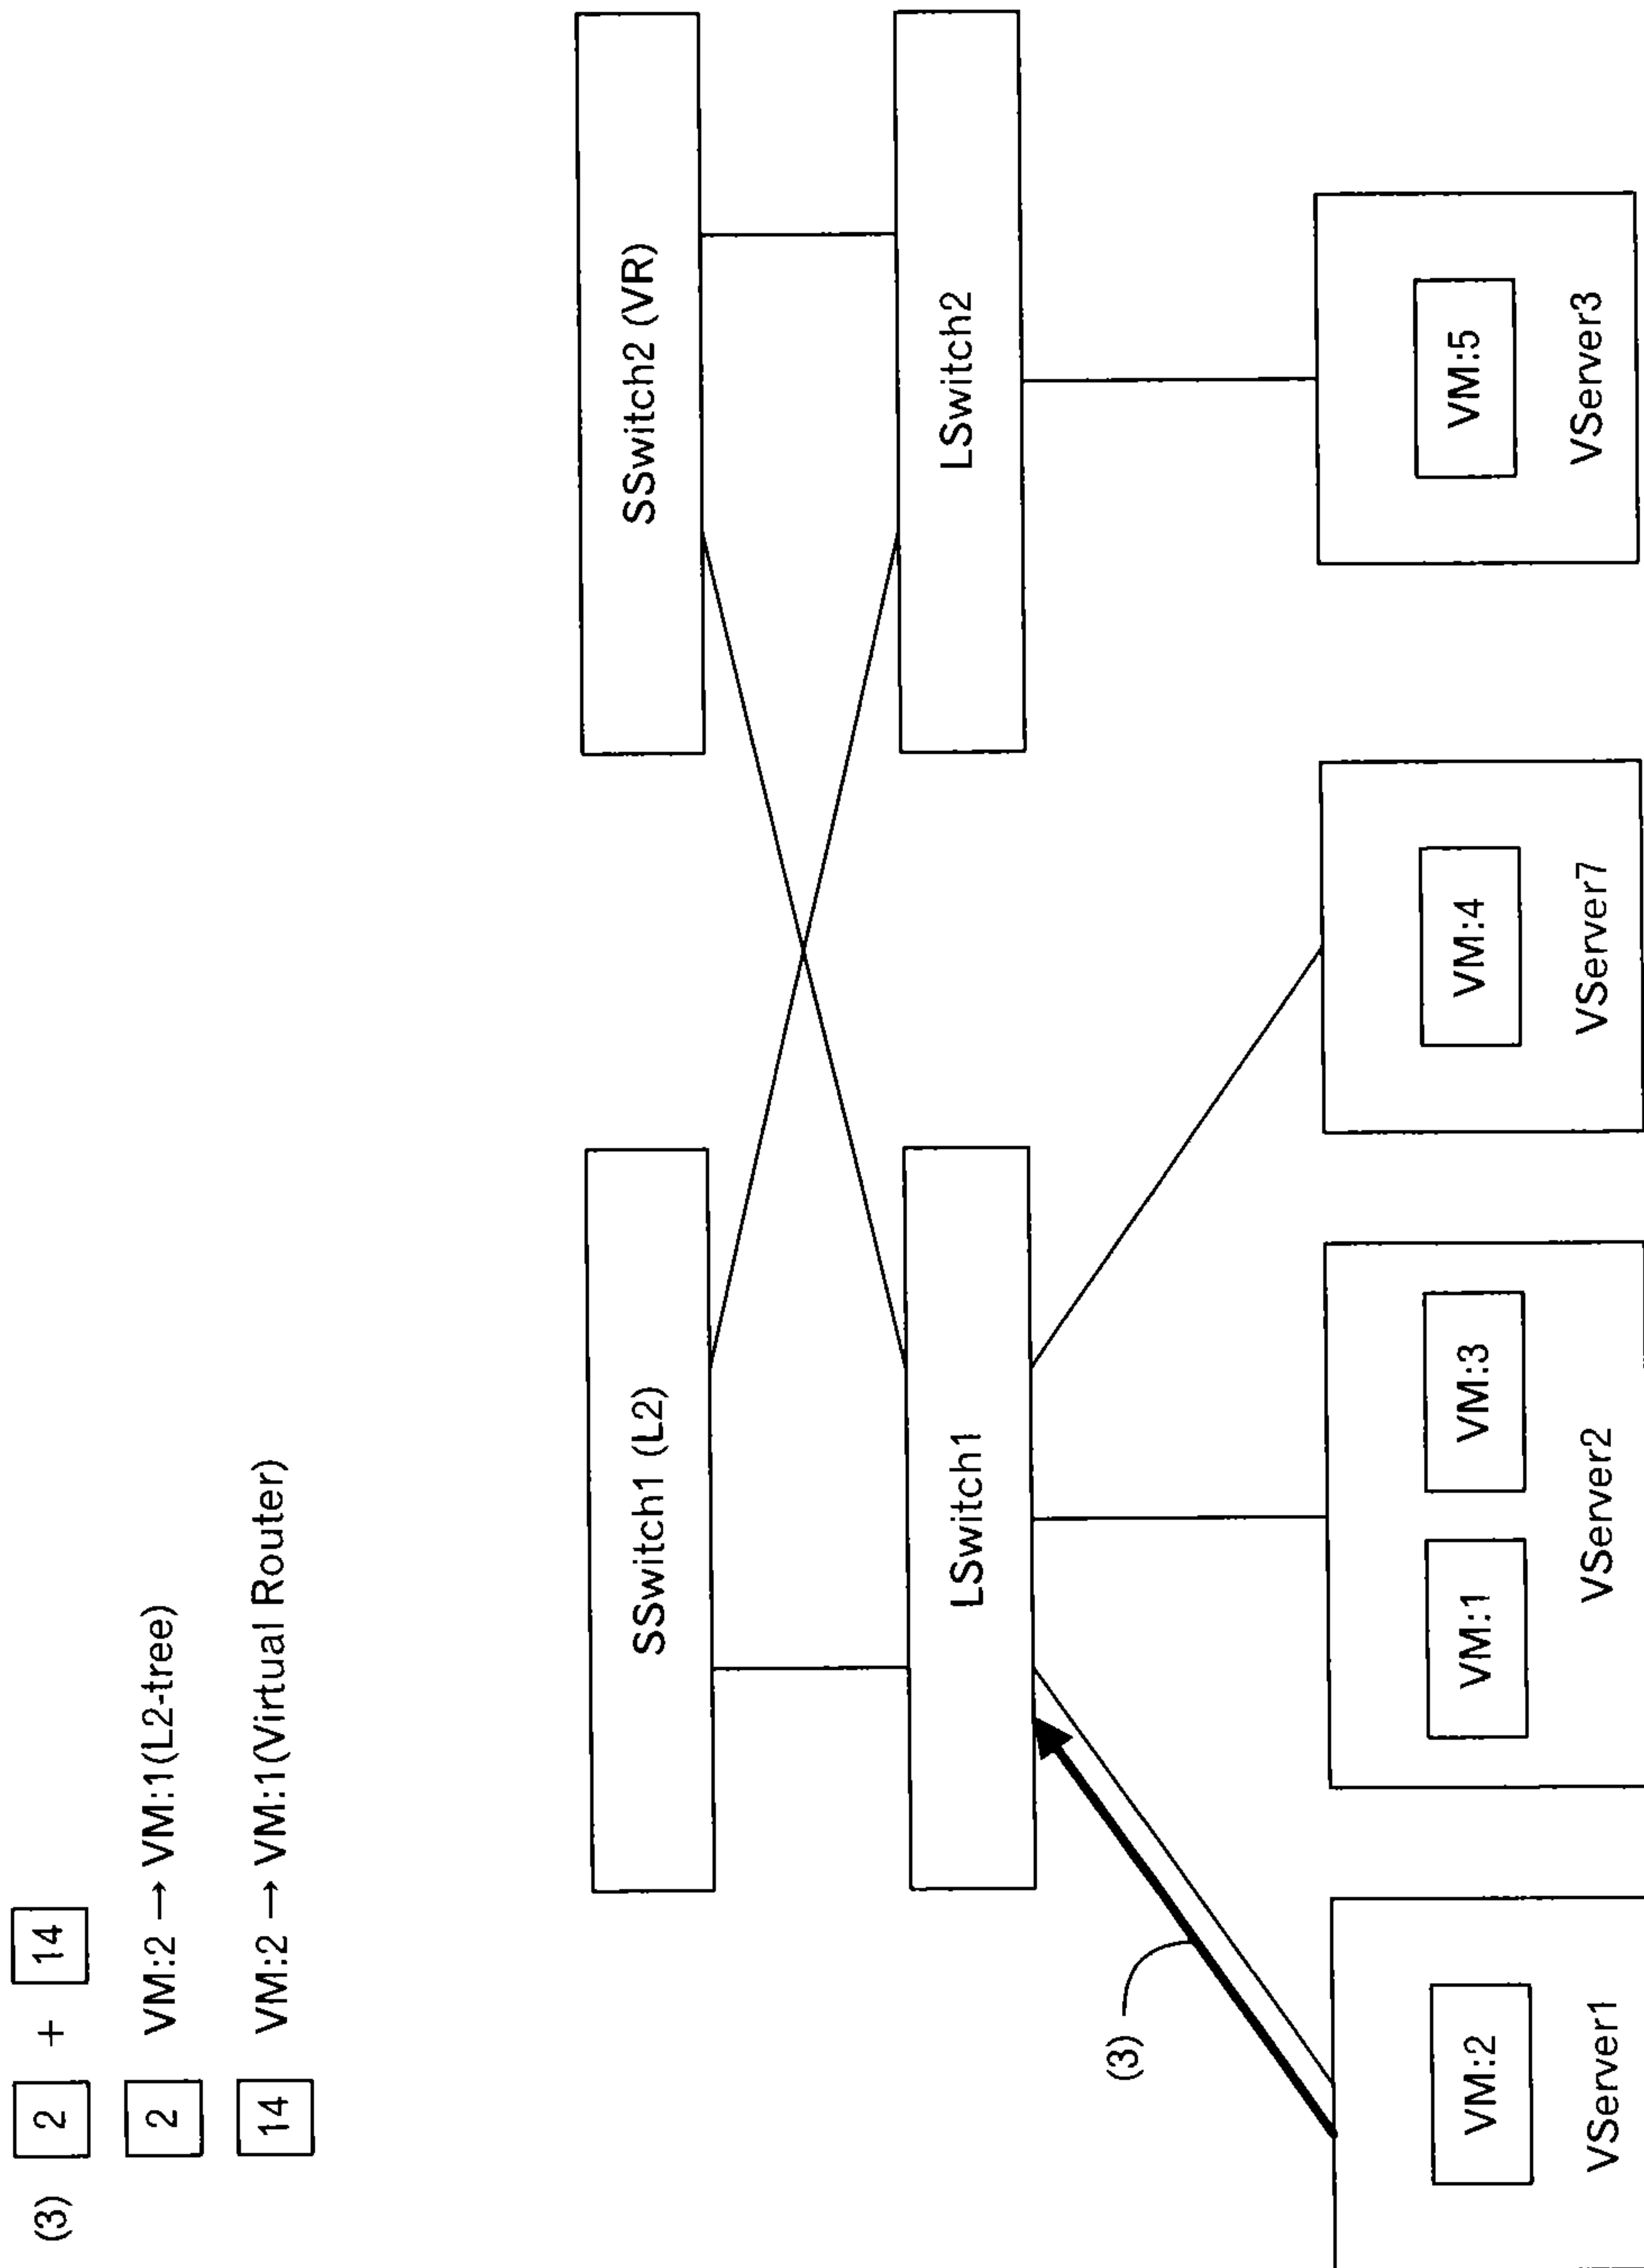 (3) 2 + 14
2 VM:2 → VM:1(L2-tree)
14 VM:2 → VM:1(Virtual Router)
SSwitch1 (L2)
SSwitch2 (VR)
LSwitch1
LSwitch2
(3)
VM:2
VM:1
VM:3
VM:4
VM:5
VServer1
VServer2
VServer7
VServer3